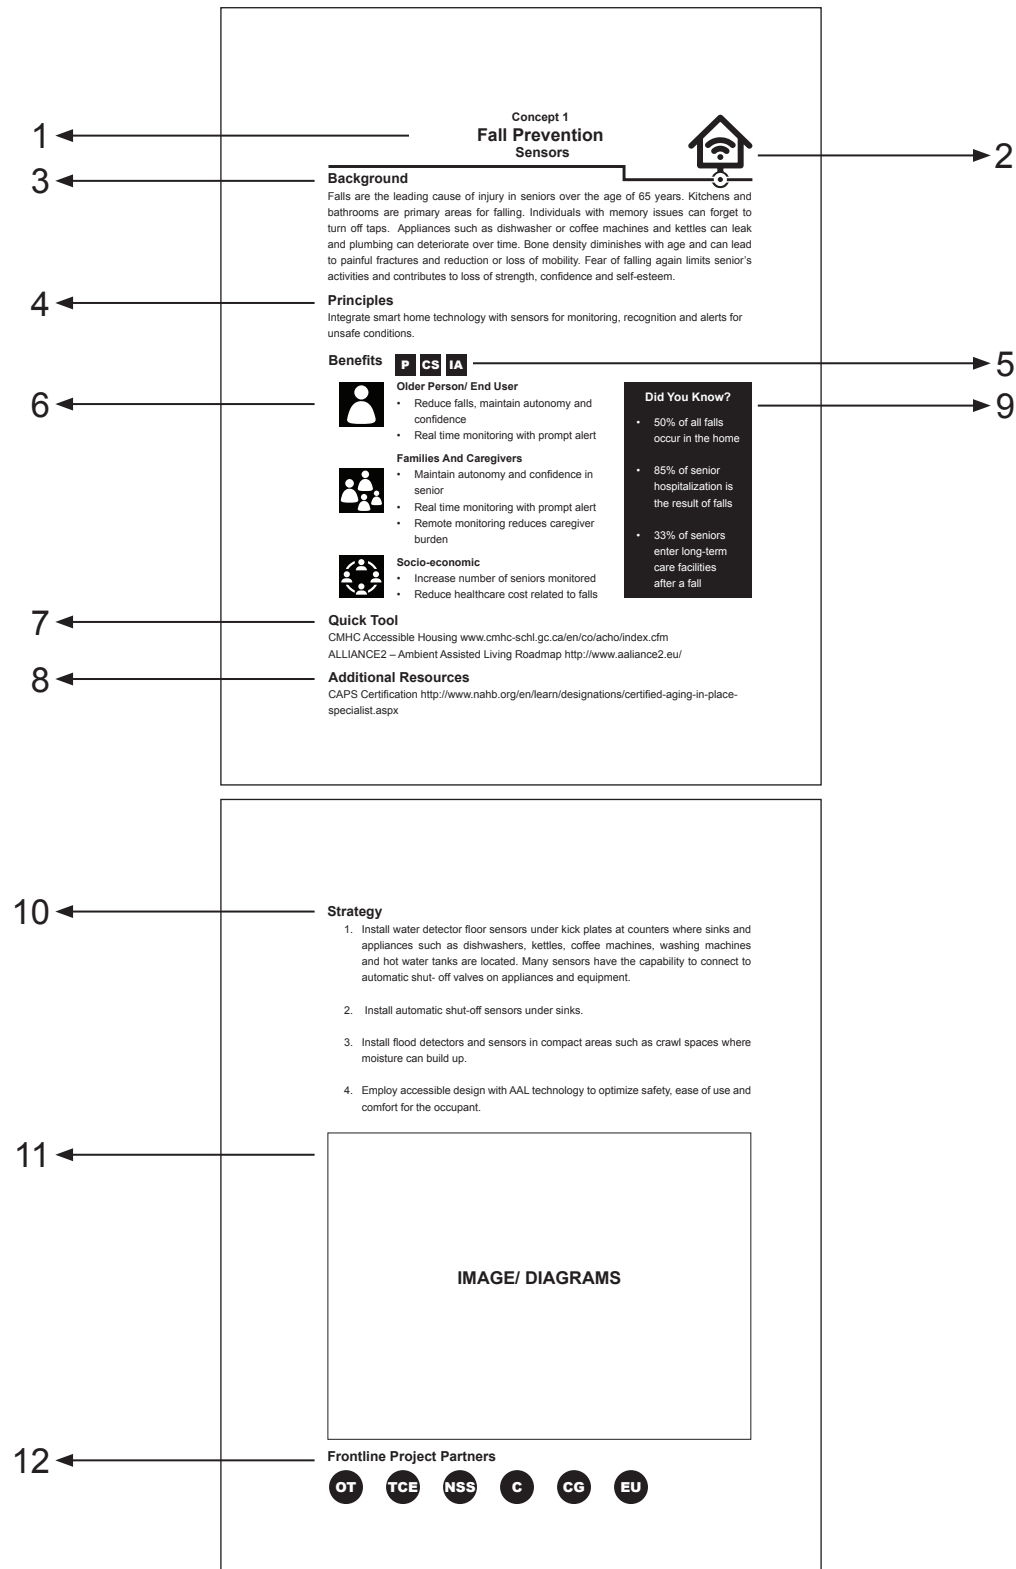 Concept 1
1
Fall Prevention
Sensors
2
3
Background
Falls are the leading cause of injury in seniors over the age of 65 years. Kitchens and
bathrooms are primary areas for falling. Individuals with memory issues can forget to
turn off taps. Appliances such as dishwasher or coffee machines and kettles can leak
and plumbing can deteriorate over time. Bone density diminishes with age and can lead
to painful fractures and reduction or loss of mobility. Fear of falling again limits senior's
activities and contributes to loss of strength, confidence and self-esteem.
4
Principles
Integrate smart home technology with sensors for monitoring, recognition and alerts for
unsafe conditions.
Benefits P CS IA
5
6
Older Person/ End User
• Reduce falls, maintain autonomy and
confidence
• Real time monitoring with prompt alert
Families And Caregivers
• Maintain autonomy and confidence in
senior
• Real time monitoring with prompt alert
• Remote monitoring reduces caregiver
burden
Socio-economic
• Increase number of seniors monitored
• Reduce healthcare cost related to falls
Did You Know?
9
• 50% of all falls
occur in the home
• 85% of senior
hospitalization is
the result of falls
• 33% of seniors
enter long-term
care facilities
after a fall
7
Quick Tool
CMHC Accessible Housing www.cmhc-schl.gc.ca/en/co/acho/index.cfm
ALLIANCE2 – Ambient Assisted Living Roadmap http://www.aaliance2.eu/
8
Additional Resources
CAPS Certification http://www.nahb.org/en/learn/designations/certified-aging-in-place-
specialist.aspx
10
Strategy
1. Install water detector floor sensors under kick plates at counters where sinks and
appliances such as dishwashers, kettles, coffee machines, washing machines
and hot water tanks are located. Many sensors have the capability to connect to
automatic shut- off valves on appliances and equipment.
2. Install automatic shut-off sensors under sinks.
3. Install flood detectors and sensors in compact areas such as crawl spaces where
moisture can build up.
4. Employ accessible design with AAL technology to optimize safety, ease of use and
comfort for the occupant.
11
IMAGE/ DIAGRAMS
12
Frontline Project Partners
OT TCE NSS C CG EU